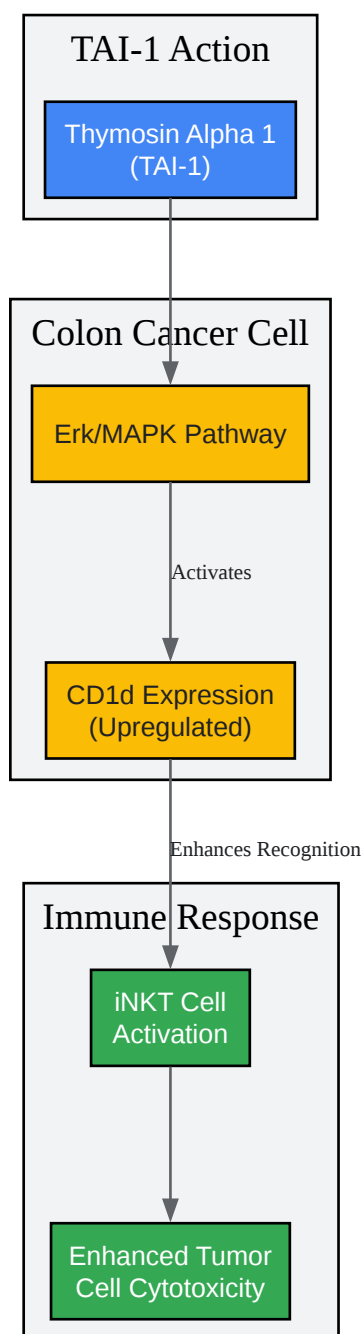 TAI-1 Action
Thymosin Alpha 1
(TAI-1)
Colon Cancer Cell
Erk/MAPK Pathway
Activates
CD1d Expression
(Upregulated)
Enhances Recognition
Immune Response
iNKT Cell
Activation
Enhanced Tumor
Cell Cytotoxicity